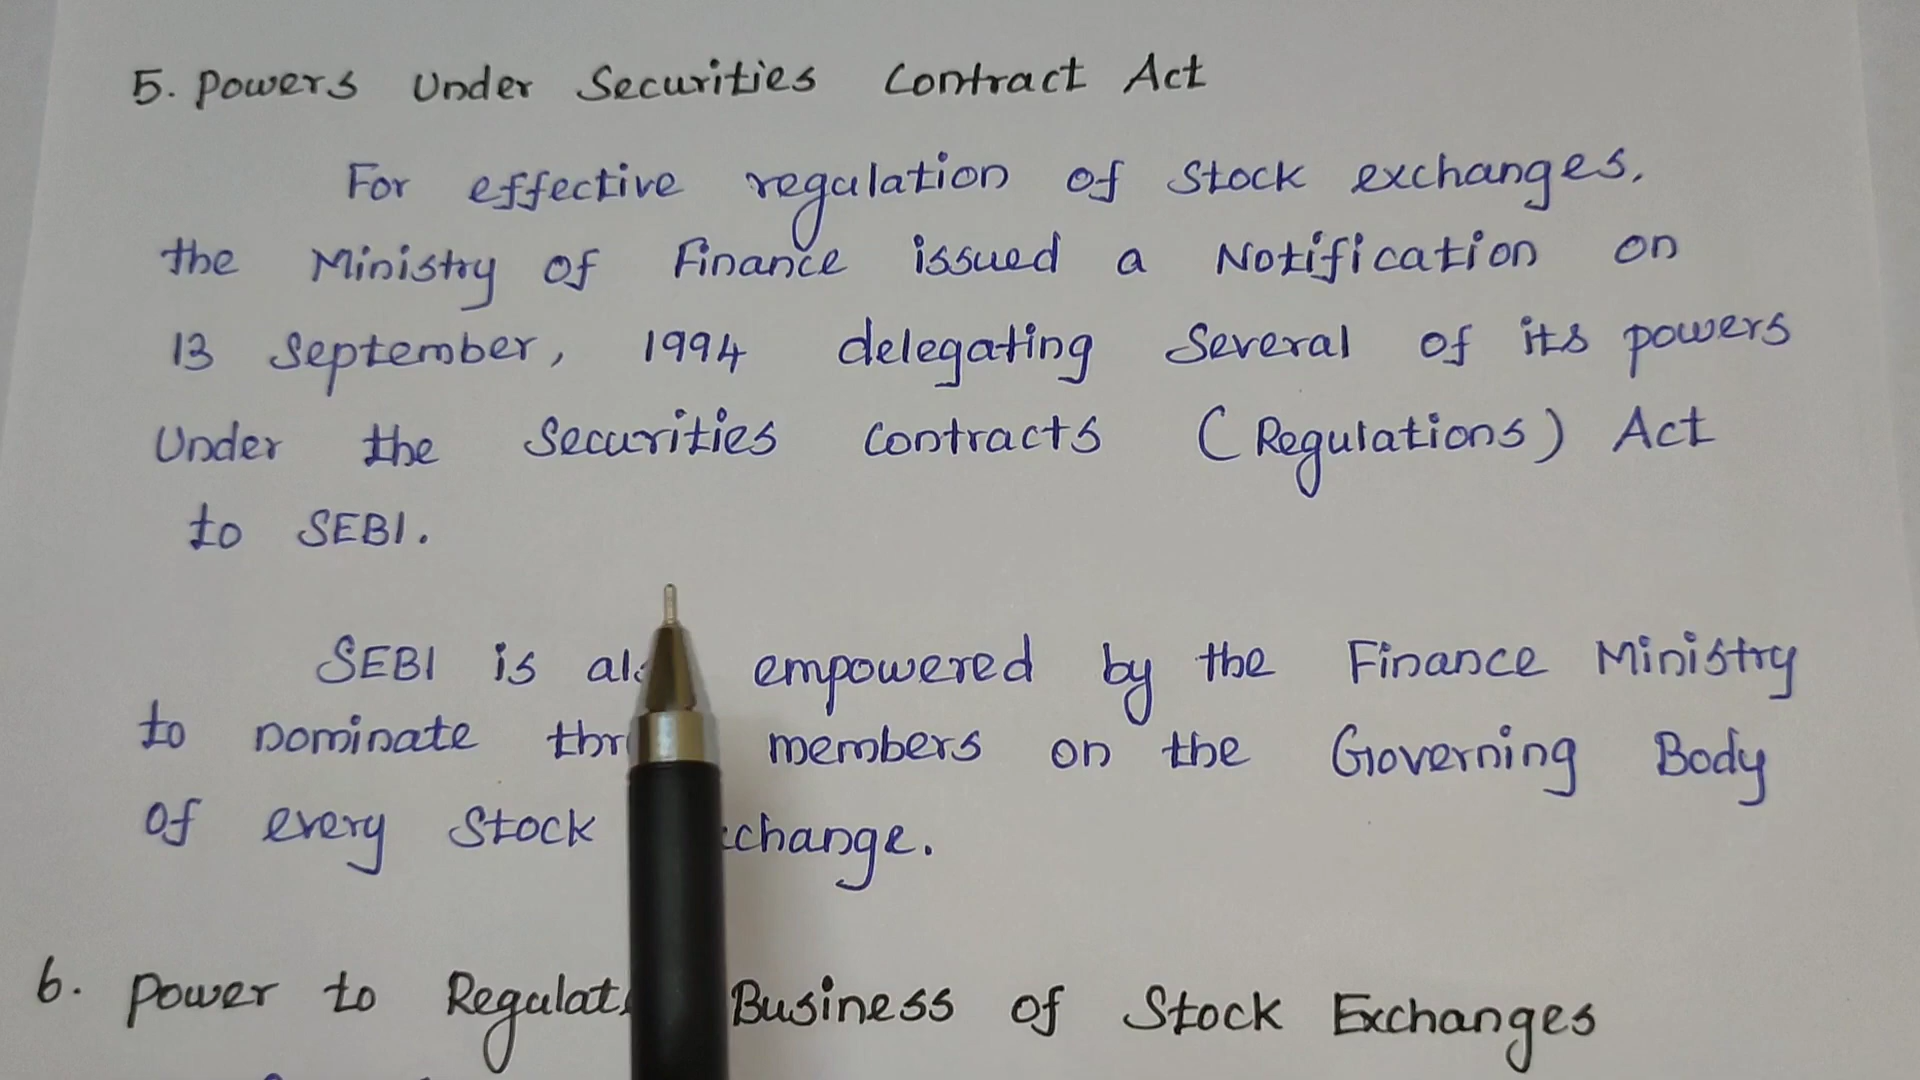 5. Powers Under Securities Contract Act
For effective regulation of Stock exchanges,
the Ministry of Finance issued a Notification on
13 September, 1994 delegating Several of its powers
Under the Securities Contracts (Regulations) Act
to SEBI.
SEBI is empowered by the Finance Ministry
to nominate members on the Governing Body
of every Stock
6. Power to Business of Stock Exchanges